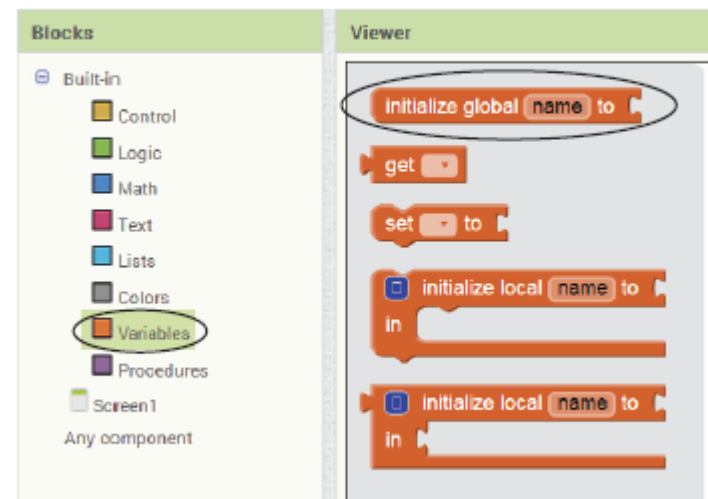 Blocks
Built-in
Control
Logic
Math
Text
Lists
Colors
Variables
Procedures
Screen1
Any component
Viewer
initialize global name to
get
set to
initialize local name to
in
initialize local name to
in